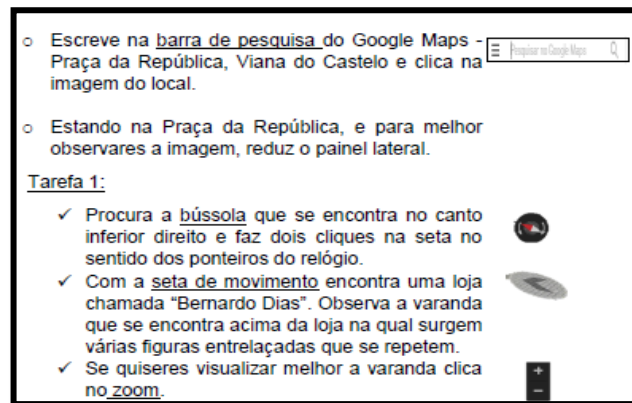 ○ Escreve na barra de pesquisa do Google Maps -
Praça da República, Viana do Castelo e clica na
imagem do local.
Pesquisar no Google Maps
○ Estando na Praça da República, e para melhor
observares a imagem, reduz o painel lateral.
Tarefa 1:
✓ Procura a bússola que se encontra no canto
inferior direito e faz dois cliques na seta no
sentido dos ponteiros do relógio.
✓ Com a seta de movimento encontra uma loja
chamada “Bernardo Dias”. Observa a varanda
que se encontra acima da loja na qual surgem
várias figuras entrelaçadas que se repetem.
✓ Se quiseres visualizar melhor a varanda clica
no zoom.